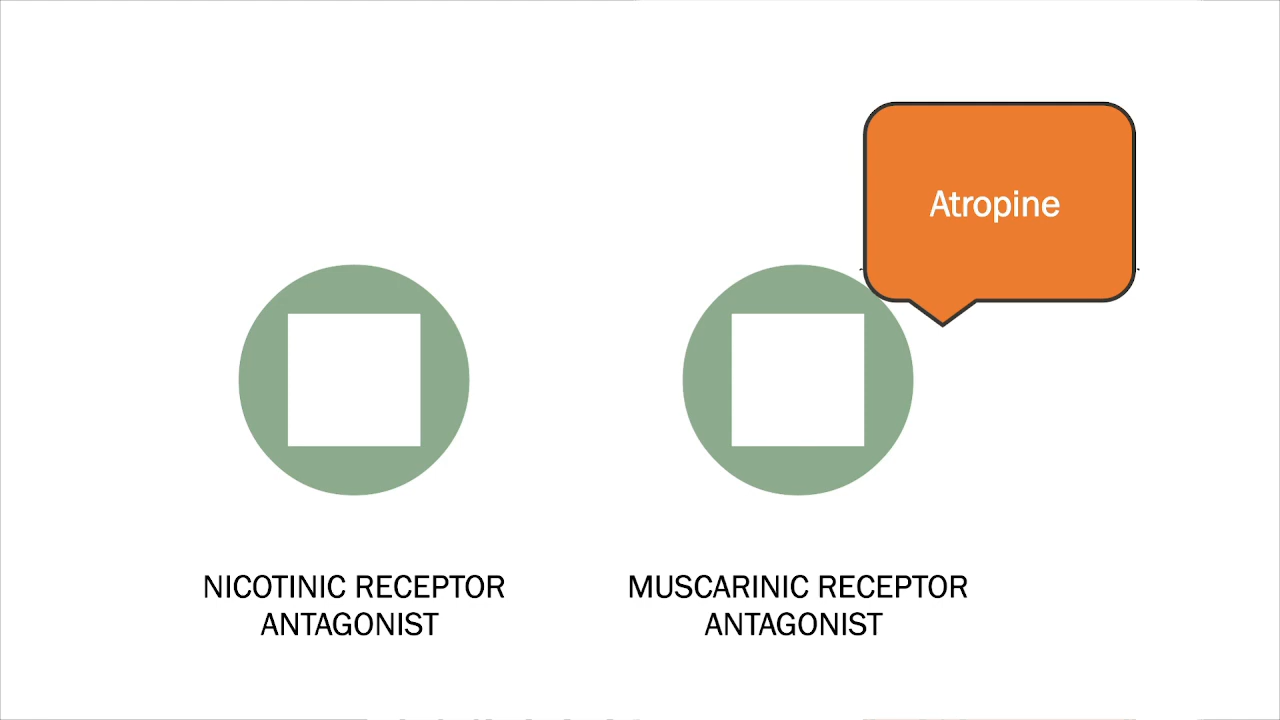 Atropine
NICOTINIC RECEPTOR
ANTAGONIST
MUSCARINIC RECEPTOR
ANTAGONIST